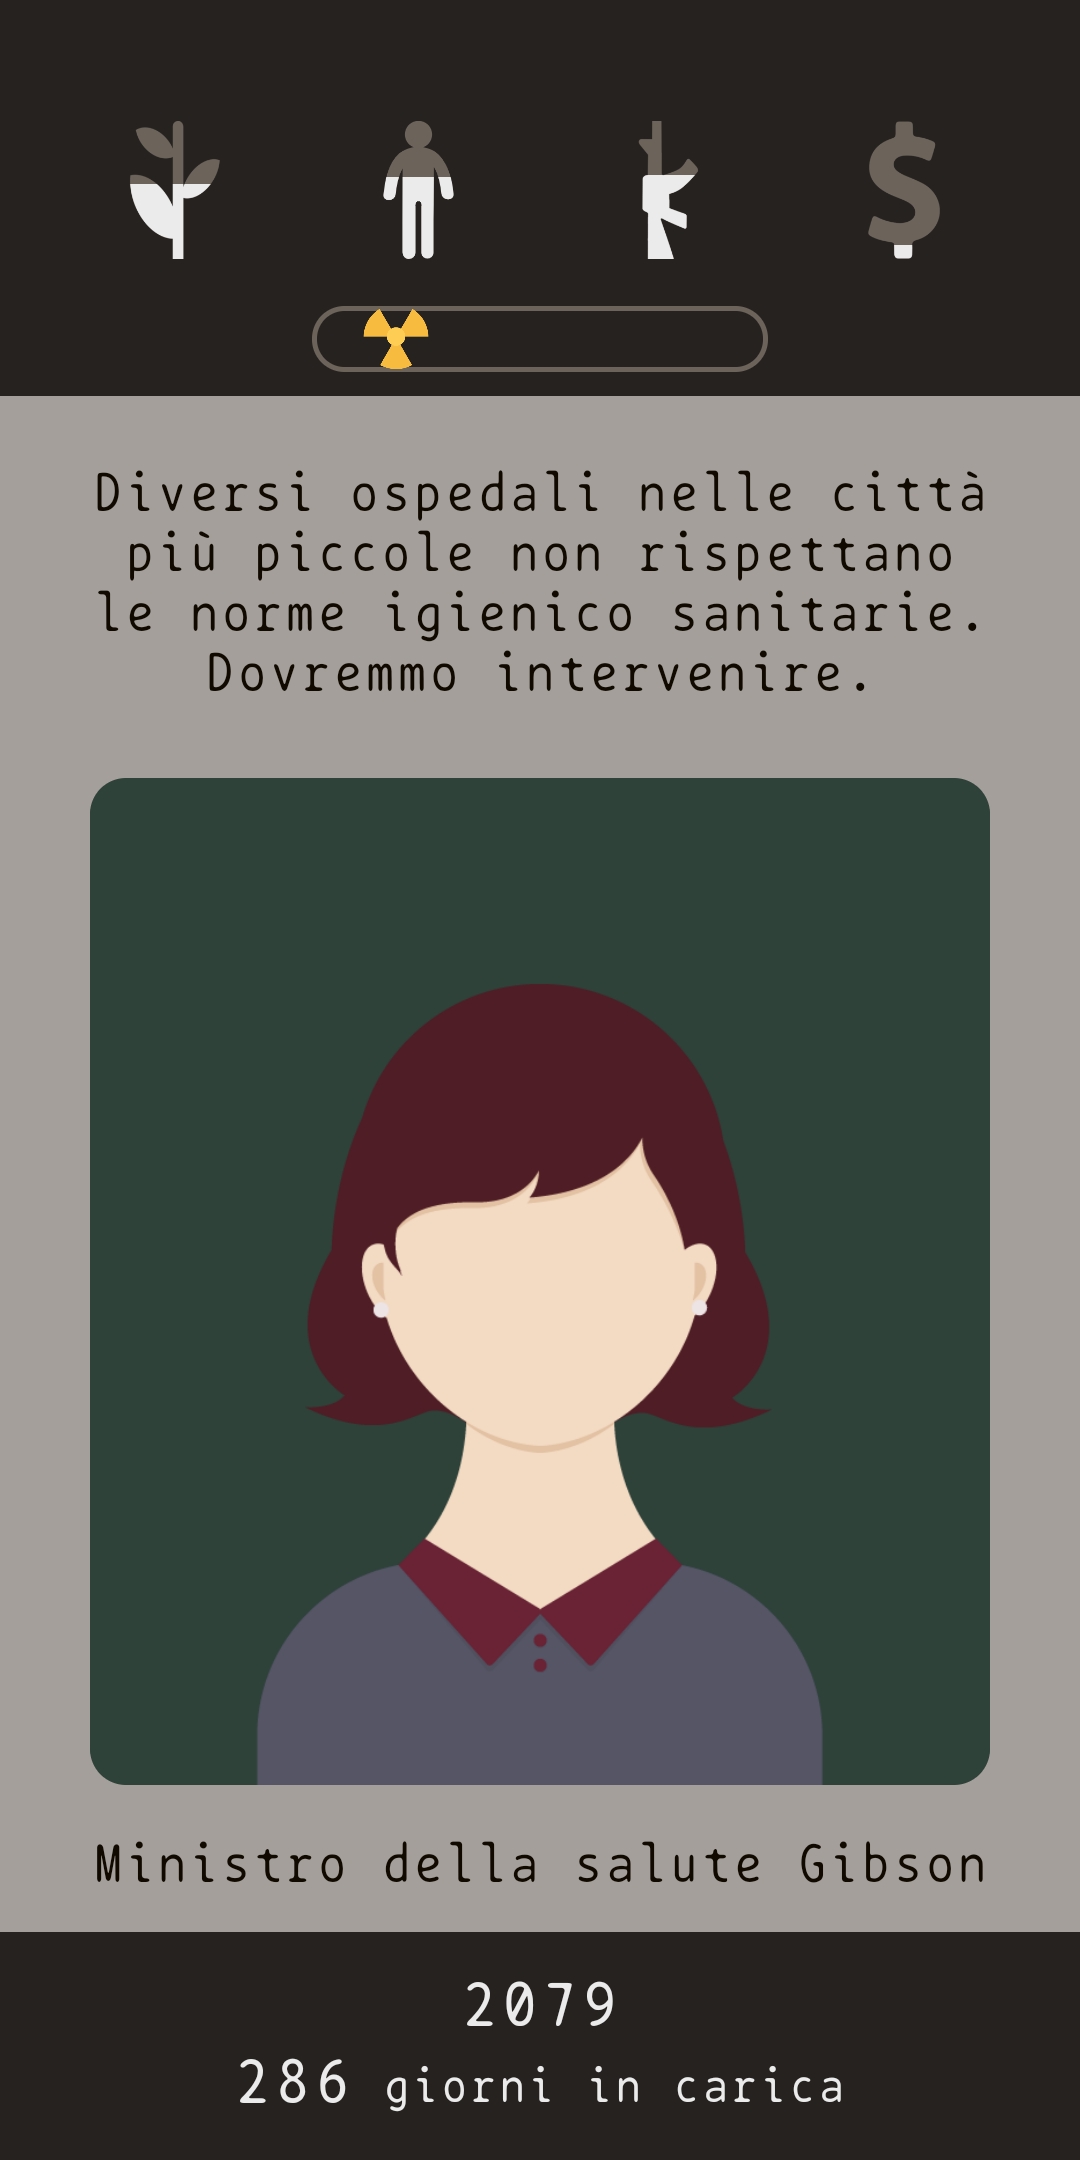 Diversi ospedali nelle città
più piccole non rispettano
le norme igienico sanitarie.
Dovremmo intervenire.
Ministro della salute Gibson
2079
286 giorni in carica